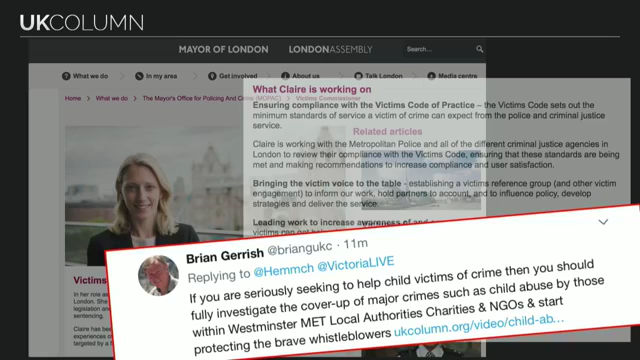 UKCOLUMN
MAYOR OF LONDON LONDONASSEMBLY Search...
What we do In my area Get involved About us Talk London Media centre
Home > What we do > The Mayor's Office for Policing And Crime (MOPAC) > Victims Commissioner
What Claire is working on
Ensuring compliance with the Victims Code of Practice – the Victims Code sets out the
minimum standards of service a victim of crime can expect from the police and criminal justice
service.
Related articles
Claire is working with the Metropolitan Police and all of the different criminal justice agencies in
London to review their compliance with the Victims Code, ensuring that these standards are being
met and making recommendations to increase compliance and user satisfaction.
Bringing the victim voice to the table - establishing a victims reference group (and other victim
engagement) to inform our work, hold partners to account, and to influence policy, develop
strategies and deliver the service.
Leading work to increase awareness of and
victims can get
Victims
In her role as
legislation and
sentencing.
Claire has
experiences
targeted by a
Brian Gerrish @briangukc · 11m
Replying to @Hemmch @VictoriaLIVE
If you are seriously seeking to help child victims of crime then you should
fully investigate the cover-up of major crimes such as child abuse by those
within Westminster MET Local Authorities Charities & NGOs & start
protecting the brave whistleblowers ukcolumn.org/video/child-ab...